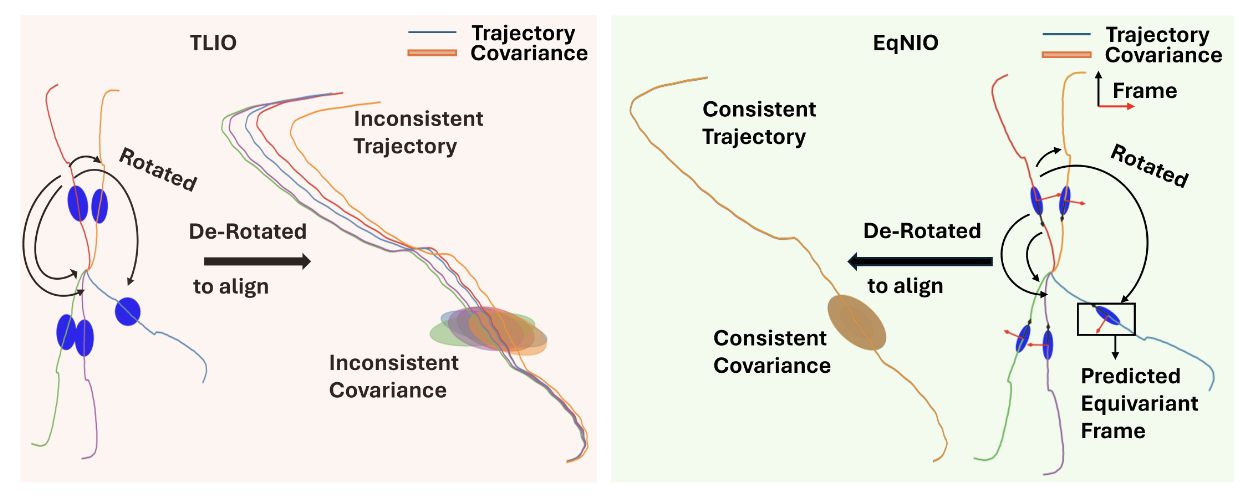 TLIO
Trajectory
Covariance
Inconsistent
Trajectory
Rotated
De-Rotated
to align
Inconsistent
Covariance
EqNIO
Trajectory
Covariance
Frame
Consistent
Trajectory
Rotated
De-Rotated
to align
Consistent
Covariance
Predicted
Equivariant
Frame